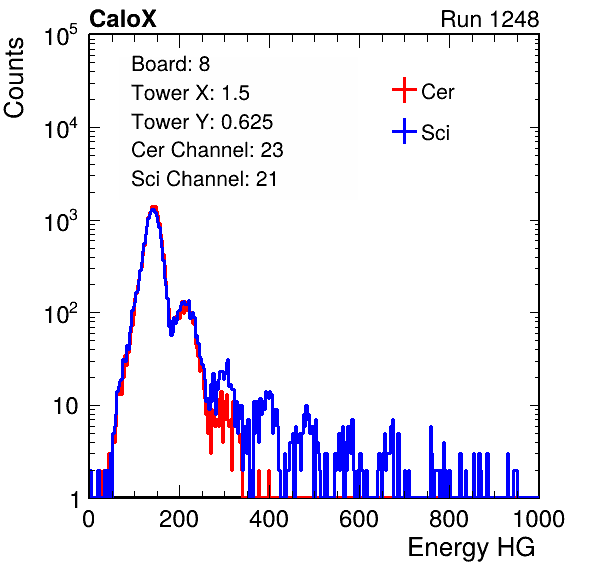 CaloX Run 1248
Counts
Board: 8
Tower X: 1.5
Tower Y: 0.625
Cer Channel: 23
Sci Channel: 21
Cer
Sci
10^5
10^4
10^3
10^2
10
1
0 200 400 600 800 1000
Energy HG